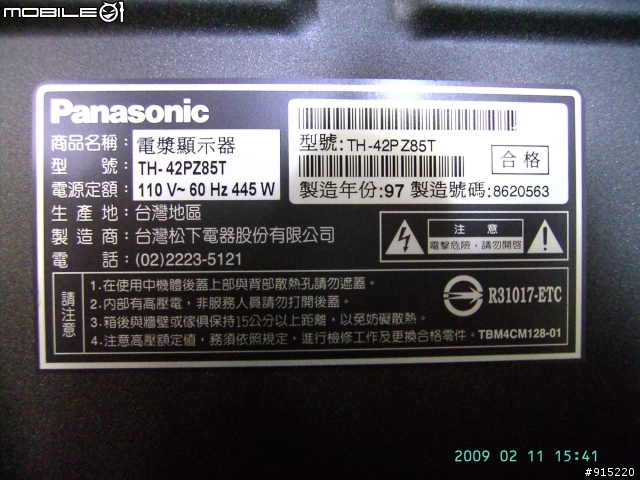 MOBILE01
Panasonic
商品名稱：電漿顯示器
型　　號：TH-42PZ85T
電源定額：110 V~ 60 Hz 445 W
生 產 地：台灣地區
製 造 商：台灣松下電器股份有限公司
電　　話：(02)2223-5121
型號:TH-42PZ85T
合格
製造年份:97 製造號碼:8620563
注 意
電擊危險，請勿開啓
請注意
1.在使用中機體後蓋上部與背部散熱孔請勿遮蓋。
2.內部有高壓電，非服務人員請勿打開後蓋。
3.箱後與牆壁或傢俱保持15公分以上距離，以免妨礙散熱。
4.注意高壓額定值，務須依照規定，進行檢修工作及更換合格零件。
R31017-ETC
TBM4CM128-01
2009 02 11 15:41
#915220